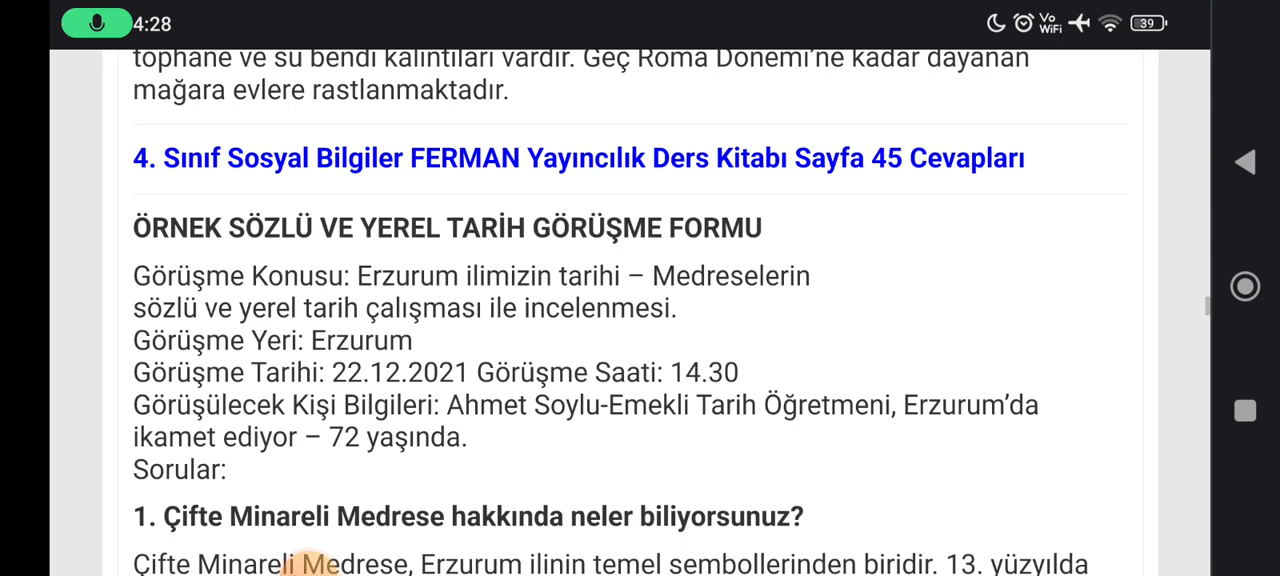 4:28
Vo
WiFi
39
tophane ve su bendi kalıntıları vardır. Geç Roma Dönemi’ne kadar dayanan
mağara evlere rastlanmaktadır.
4. Sınıf Sosyal Bilgiler FERMAN Yayıncılık Ders Kitabı Sayfa 45 Cevapları
ÖRNEK SÖZLÜ VE YEREL TARİH GÖRÜŞME FORMU
Görüşme Konusu: Erzurum ilimizin tarihi – Medreselerin
sözlü ve yerel tarih çalışması ile incelenmesi.
Görüşme Yeri: Erzurum
Görüşme Tarihi: 22.12.2021 Görüşme Saati: 14.30
Görüşülecek Kişi Bilgileri: Ahmet Soylu-Emekli Tarih Öğretmeni, Erzurum’da
ikamet ediyor – 72 yaşında.
Sorular:
1. Çifte Minareli Medrese hakkında neler biliyorsunuz?
Çifte Minareli Medrese, Erzurum ilinin temel sembollerinden biridir. 13. yüzyılda